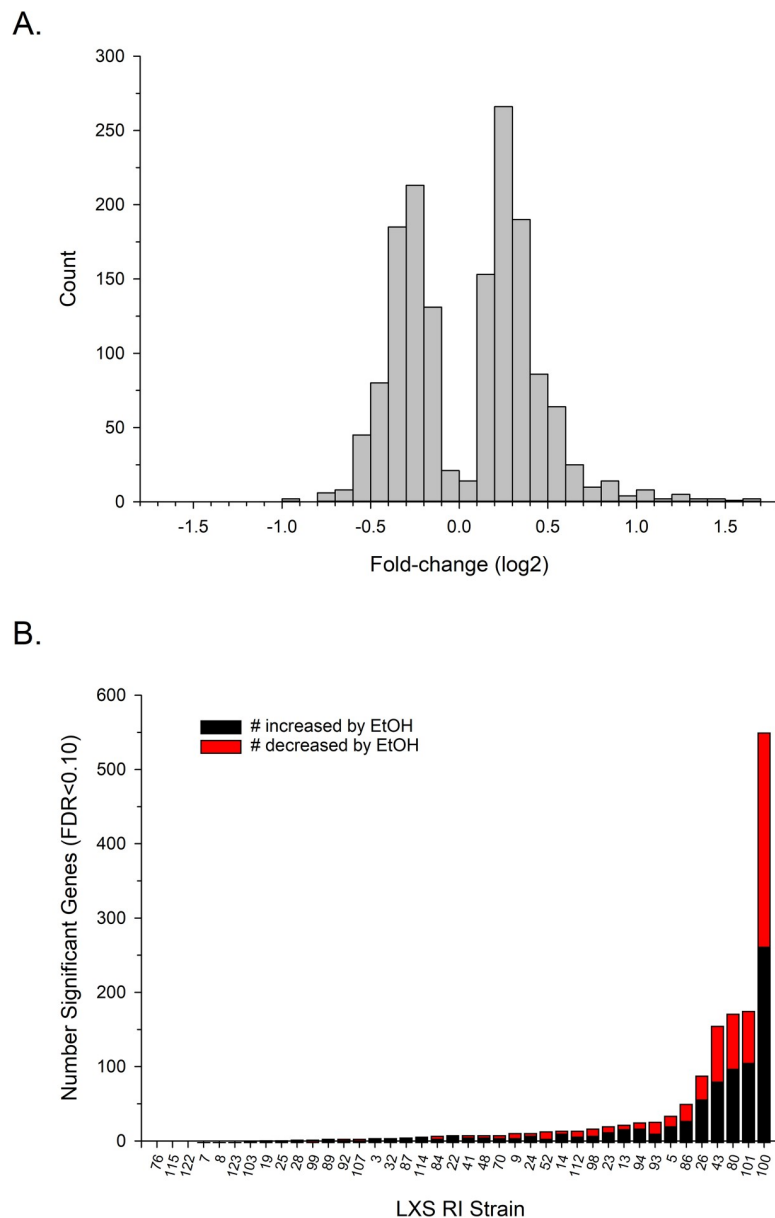 A.
300
250
200
150
100
50
0
Count
-1.5 -1.0 -0.5 0.0 0.5 1.0 1.5
Fold-change (log2)
B.
600
500
400
300
200
100
0
Number Significant Genes (FDR<0.10)
# increased by EtOH
# decreased by EtOH
76 115 122 7 8 123 103 19 25 28 99 89 92 107 3 32 87 114 84 22 41 48 70 9 24 52 14 112 98 23 13 94 93 5 86 26 43 80 101 100
LXS RI Strain